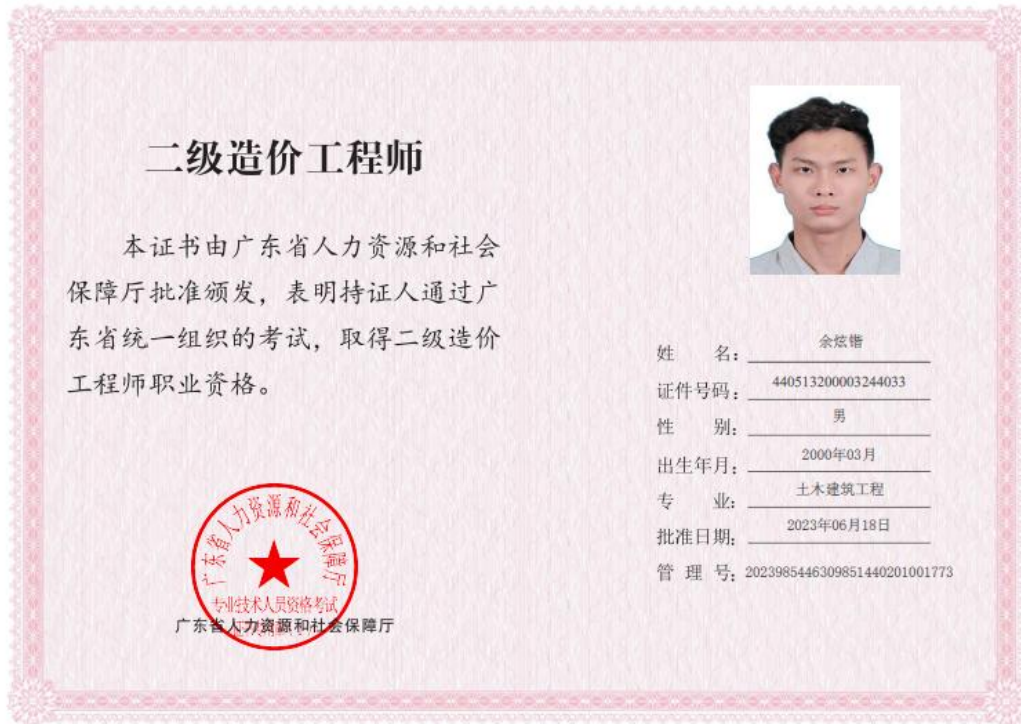 二级造价工程师
本证书由广东省人力资源和社会
保障厅批准颁发，表明持证人通过广
东省统一组织的考试，取得二级造价
工程师职业资格。
广东省人力资源和社会保障厅
专业技术人员资格考试
广东省人力资源和社会保障厅
姓 名：余炫锴
证件号码：440513200003244033
性 别：男
出生年月：2000年03月
专 业：土木建筑工程
批准日期：2023年06月18日
管 理 号：2023985446309851440201001773